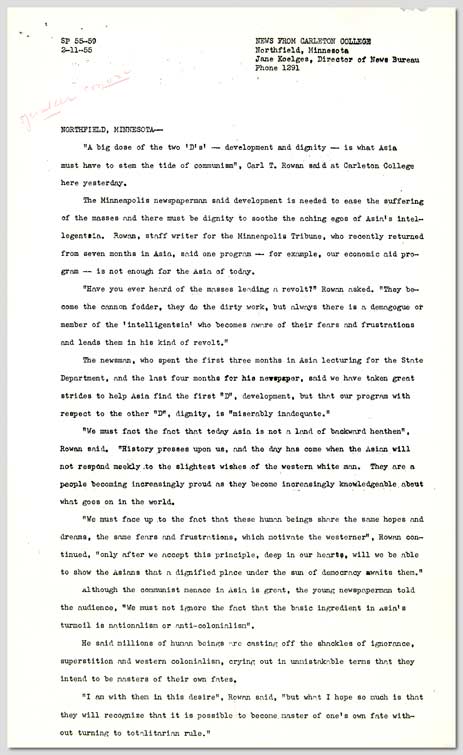 SP 55-59
2-11-55
NEWS FROM CARLETON COLLEGE
Northfield, Minnesota
Jane Koelges, Director of News Bureau
Phone 1291
NORTHFIELD, MINNESOTA—
"A big dose of the two 'D's' — development and dignity — is what Asia
must have to stem the tide of communism", Carl T. Rowan said at Carleton College
here yesterday.
The Minneapolis newspaperman said development is needed to ease the suffering
of the masses and there must be dignity to soothe the aching egos of Asia's intel-
legentsia. Rowan, staff writer for the Minneapolis Tribune, who recently returned
from seven months in Asia, said one program — for example, our economic aid pro-
gram — is not enough for the Asia of today.
"Have you ever heard of the masses leading a revolt?" Rowan asked. "They be-
come the cannon fodder, they do the dirty work, but always there is a demagogue or
member of the 'intelligentsia' who becomes aware of their fears and frustrations
and leads them in his kind of revolt."
The newsman, who spent the first three months in Asia lecturing for the State
Department, and the last four months for his newspaper, said we have taken great
strides to help Asia find the first "D", development, but that our program with
respect to the other "D", dignity, is "miserably inadequate."
"We must fact the fact that today Asia is not a land of backward heathen",
Rowan said. "History presses upon us, and the day has come when the Asian will
not respond meekly to the slightest wishes of the western white man. They are a
people becoming increasingly proud as they become increasingly knowledgeable about
what goes on in the world.
"We must face up to the fact that these human beings share the same hopes and
dreams, the same fears and frustrations, which motivate the westerner", Rowan con-
tinued, "only after we accept this principle, deep in our hearts, will we be able
to show the Asians that a dignified place under the sun of democracy awaits them."
Although the communist menace in Asia is great, the young newspaperman told
the audience, "We must not ignore the fact that the basic ingredient in Asia's
turmoil is nationalism or anti-colonialism".
He said millions of human beings are casting off the shackles of ignorance,
superstition and western colonialism, crying out in unmistakable terms that they
intend to be masters of their own fates.
"I am with them in this desire", Rowan said, "but what I hope so much is that
they will recognize that it is possible to become master of one's own fate with-
out turning to totalitarian rule."